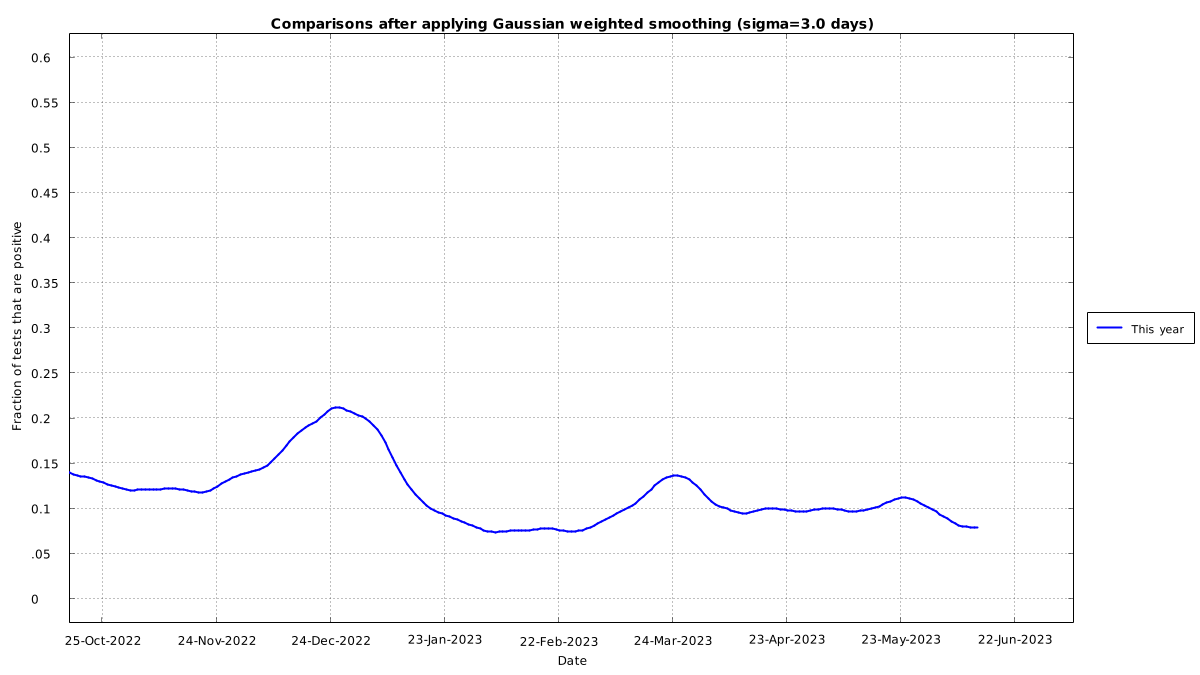 Comparisons after applying Gaussian weighted smoothing (sigma=3.0 days)
0.6
0.55
0.5
0.45
0.4
0.35
0.3
0.25
0.2
0.15
0.1
.05
0
Fraction of tests that are positive
This year
25-Oct-2022 24-Nov-2022 24-Dec-2022 23-Jan-2023 22-Feb-2023 24-Mar-2023 23-Apr-2023 23-May-2023 22-Jun-2023
Date